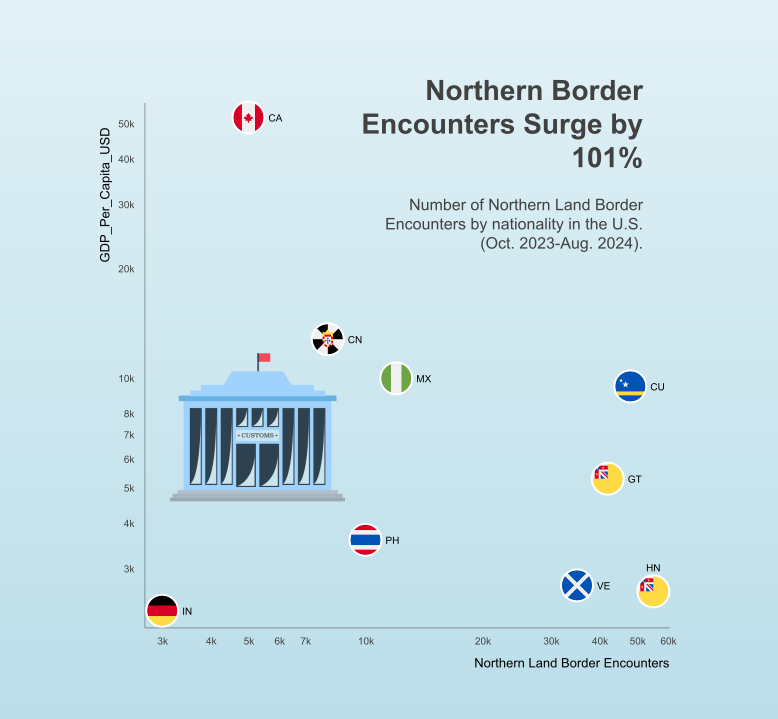 Northern Border
Encounters Surge by
101%
Number of Northern Land Border
Encounters by nationality in the U.S.
(Oct. 2023-Aug. 2024).
GDP_Per_Capita_USD
50k
40k
30k
20k
10k
8k
7k
6k
5k
4k
3k
CA
CN
MX
CU
• CUSTOMS •
GT
PH
HN
VE
IN
3k 4k 5k 6k 7k 10k 20k 30k 40k 50k 60k
Northern Land Border Encounters